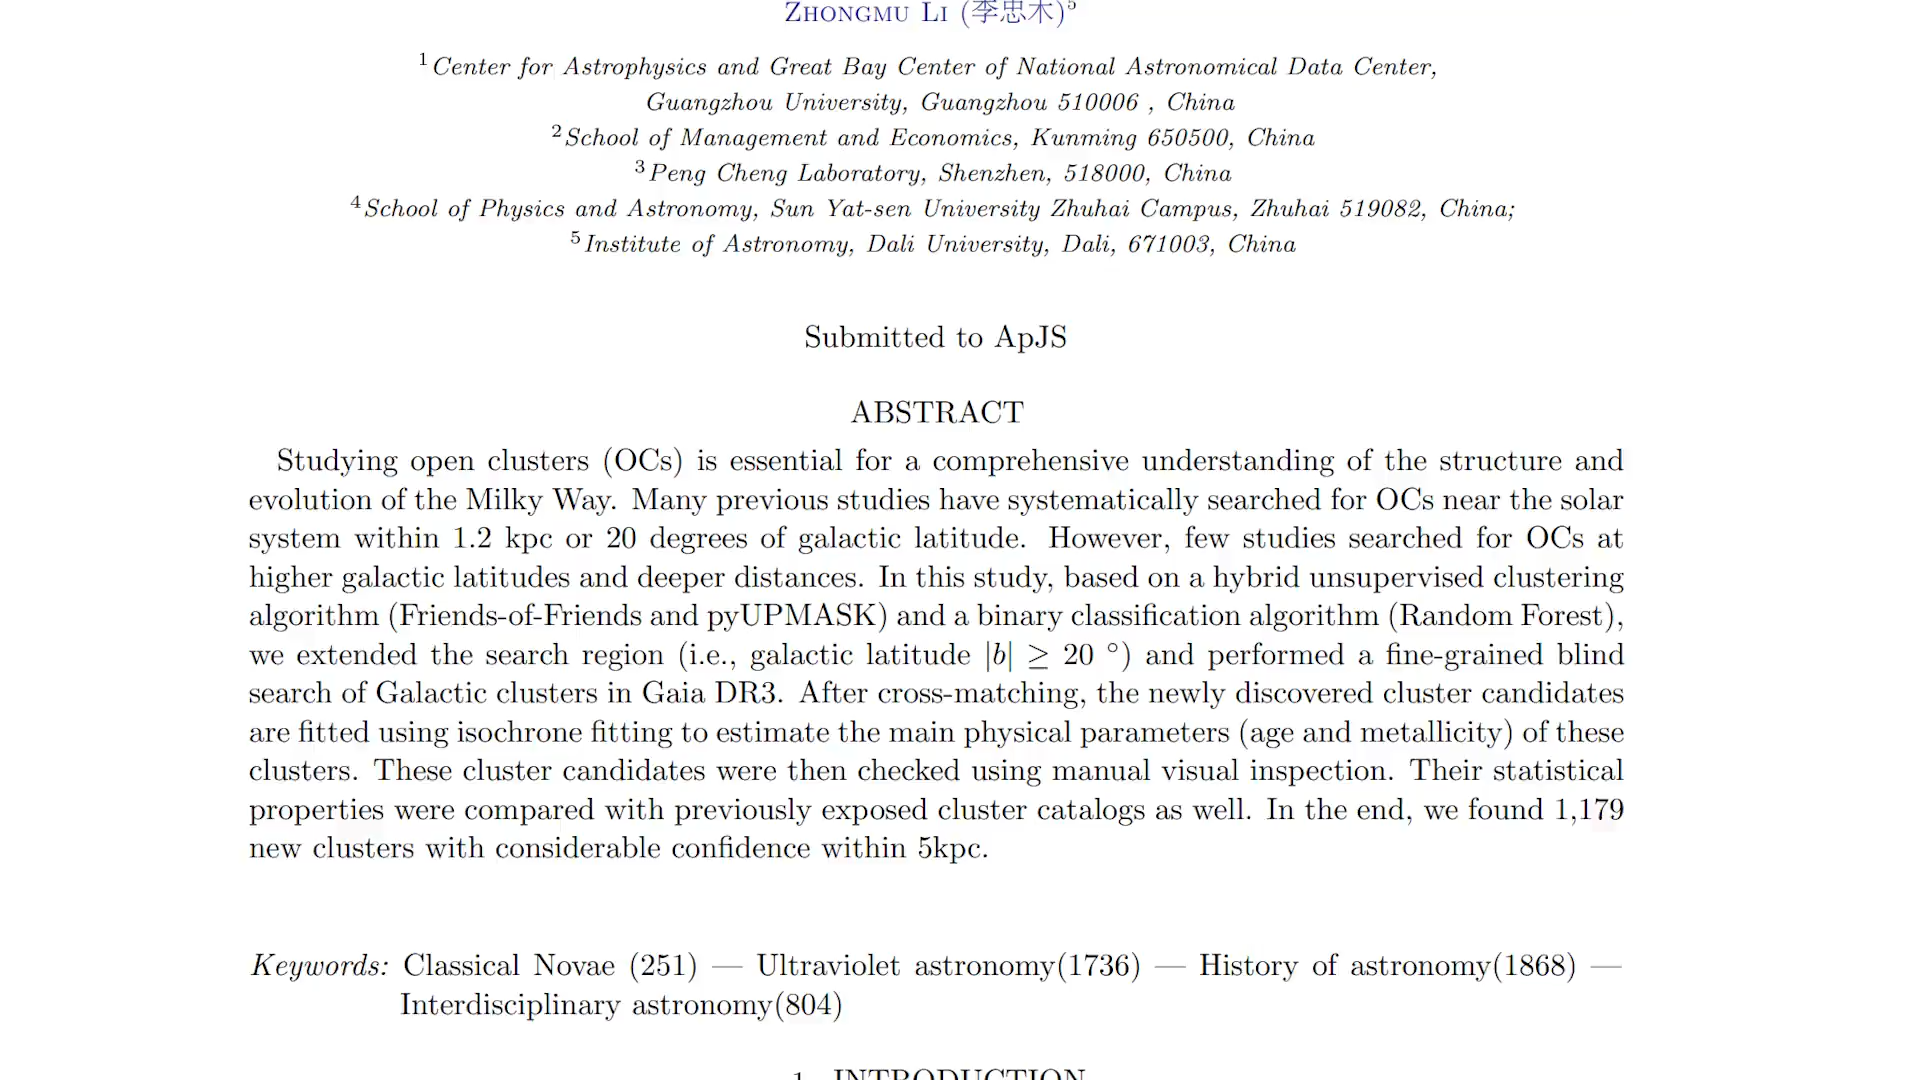 ZHONGMU LI (李忠木)⁵
¹Center for Astrophysics and Great Bay Center of National Astronomical Data Center,
Guangzhou University, Guangzhou 510006 , China
²School of Management and Economics, Kunming 650500, China
³Peng Cheng Laboratory, Shenzhen, 518000, China
⁴School of Physics and Astronomy, Sun Yat-sen University Zhuhai Campus, Zhuhai 519082, China;
⁵Institute of Astronomy, Dali University, Dali, 671003, China
Submitted to ApJS
ABSTRACT
Studying open clusters (OCs) is essential for a comprehensive understanding of the structure and
evolution of the Milky Way. Many previous studies have systematically searched for OCs near the solar
system within 1.2 kpc or 20 degrees of galactic latitude. However, few studies searched for OCs at
higher galactic latitudes and deeper distances. In this study, based on a hybrid unsupervised clustering
algorithm (Friends-of-Friends and pyUPMASK) and a binary classification algorithm (Random Forest),
we extended the search region (i.e., galactic latitude |b| ≥ 20 °) and performed a fine-grained blind
search of Galactic clusters in Gaia DR3. After cross-matching, the newly discovered cluster candidates
are fitted using isochrone fitting to estimate the main physical parameters (age and metallicity) of these
clusters. These cluster candidates were then checked using manual visual inspection. Their statistical
properties were compared with previously exposed cluster catalogs as well. In the end, we found 1,179
new clusters with considerable confidence within 5kpc.
Keywords: Classical Novae (251) — Ultraviolet astronomy(1736) — History of astronomy(1868) —
Interdisciplinary astronomy(804)
1. INTRODUCTION